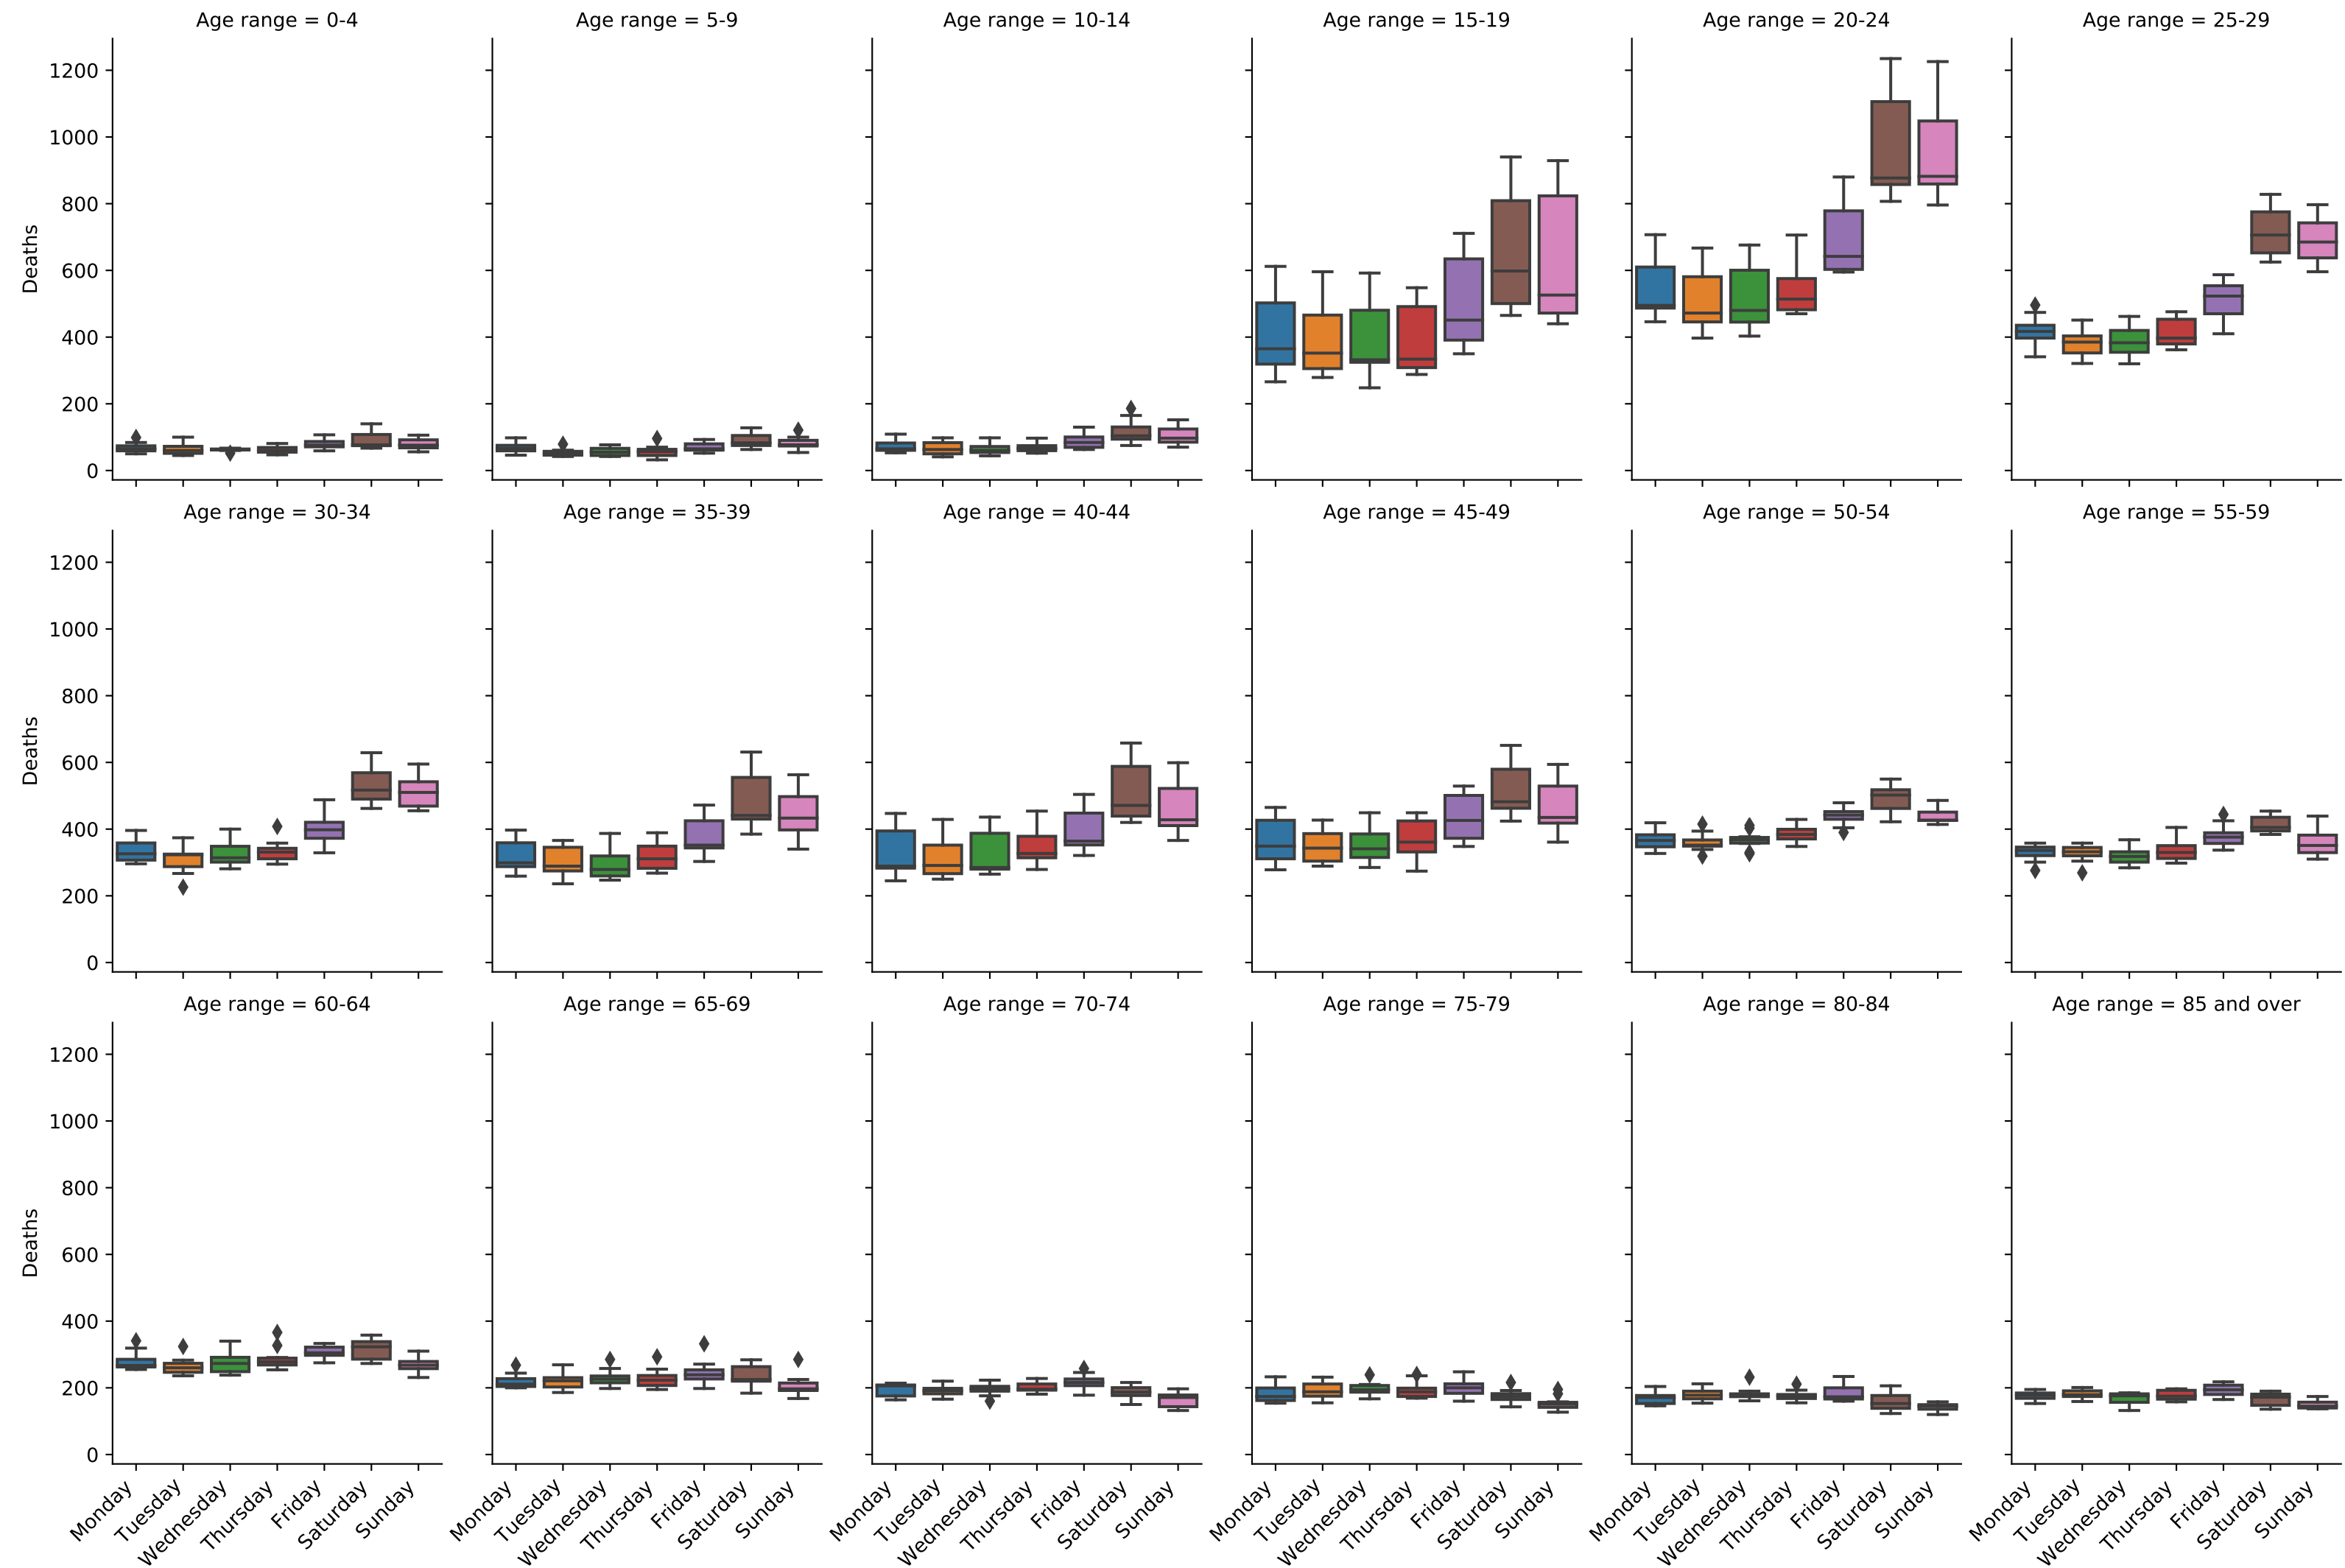 Age range = 0-4
Age range = 5-9
Age range = 10-14
Age range = 15-19
Age range = 20-24
Age range = 25-29
Deaths
1200
1000
800
600
400
200
0
Age range = 30-34
Age range = 35-39
Age range = 40-44
Age range = 45-49
Age range = 50-54
Age range = 55-59
Deaths
1200
1000
800
600
400
200
0
Age range = 60-64
Age range = 65-69
Age range = 70-74
Age range = 75-79
Age range = 80-84
Age range = 85 and over
Deaths
1200
1000
800
600
400
200
0
Monday
Tuesday
Wednesday
Thursday
Friday
Saturday
Sunday
Monday
Tuesday
Wednesday
Thursday
Friday
Saturday
Sunday
Monday
Tuesday
Wednesday
Thursday
Friday
Saturday
Sunday
Monday
Tuesday
Wednesday
Thursday
Friday
Saturday
Sunday
Monday
Tuesday
Wednesday
Thursday
Friday
Saturday
Sunday
Monday
Tuesday
Wednesday
Thursday
Friday
Saturday
Sunday